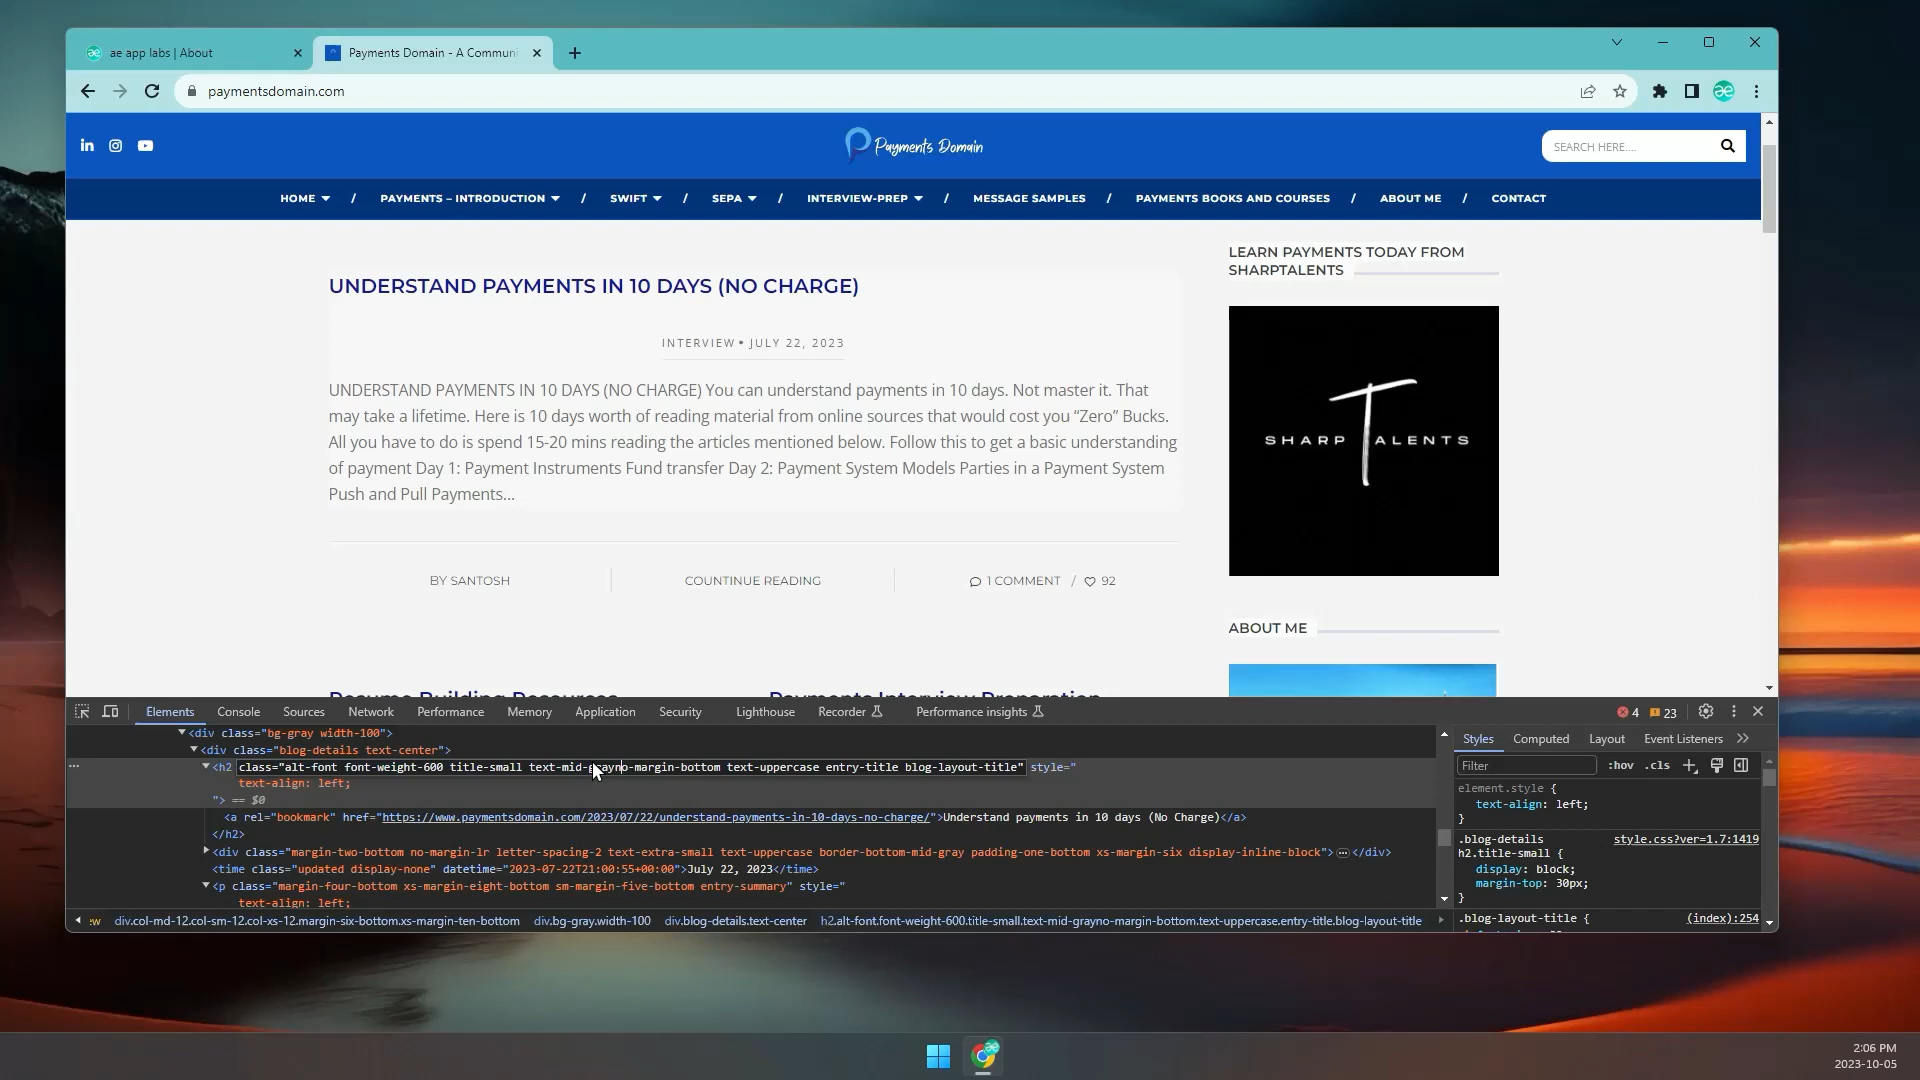 ae app labs | About
Payments Domain - A Commun
paymentsdomain.com
Payments Domain
SEARCH HERE....
HOME / PAYMENTS – INTRODUCTION / SWIFT / SEPA / INTERVIEW-PREP / MESSAGE SAMPLES / PAYMENTS BOOKS AND COURSES / ABOUT ME / CONTACT
UNDERSTAND PAYMENTS IN 10 DAYS (NO CHARGE)
INTERVIEW • JULY 22, 2023
UNDERSTAND PAYMENTS IN 10 DAYS (NO CHARGE) You can understand payments in 10 days. Not master it. That
may take a lifetime. Here is 10 days worth of reading material from online sources that would cost you “Zero” Bucks.
All you have to do is spend 15-20 mins reading the articles mentioned below. Follow this to get a basic understanding
of payment Day 1: Payment Instruments Fund transfer Day 2: Payment System Models Parties in a Payment System
Push and Pull Payments...
BY SANTOSH
COUNTINUE READING
1 COMMENT / 92
Resume Building Resources
Payments Interview Preparation
LEARN PAYMENTS TODAY FROM
SHARPTALENTS
SHARP TALENTS
ABOUT ME
Elements Console Sources Network Performance Memory Application Security Lighthouse Recorder Performance insights
4 23
<div class="bg-gray width-100">
<div class="blog-details text-center">
<h2 class="alt-font font-weight-600 title-small text-mid-grayno-margin-bottom text-uppercase entry-title blog-layout-title" style="
text-align: left;
"> == $0
<a rel="bookmark" href="https://www.paymentsdomain.com/2023/07/22/understand-payments-in-10-days-no-charge/">Understand payments in 10 days (No Charge)</a>
</h2>
<div class="margin-two-bottom no-margin-lr letter-spacing-2 text-extra-small text-uppercase border-bottom-mid-gray padding-one-bottom xs-margin-six display-inline-block"> </div>
<time class="updated display-none" datetime="2023-07-22T21:00:55+00:00">July 22, 2023</time>
<p class="margin-four-bottom xs-margin-eight-bottom sm-margin-five-bottom entry-summary" style="
text-align: left;
ew div.col-md-12.col-sm-12.col-xs-12.margin-six-bottom.xs-margin-ten-bottom div.bg-gray.width-100 div.blog-details.text-center h2.alt-font.font-weight-600.title-small.text-mid-grayno-margin-bottom.text-uppercase.entry-title.blog-layout-title
Styles Computed Layout Event Listeners
Filter :hov .cls
element.style {
text-align: left;
}
.blog-details style.css?ver=1.7:1419
h2.title-small {
display: block;
margin-top: 30px;
}
.blog-layout-title { (index):254
2:06 PM
2023-10-05